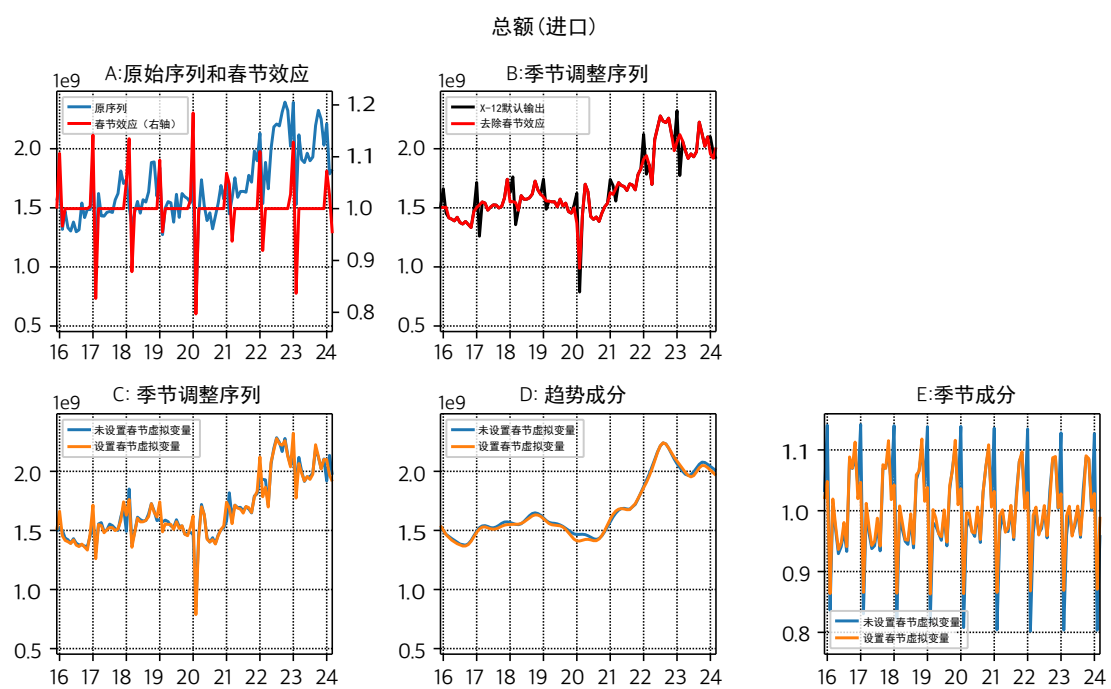 总额(进口)
A:原始序列和春节效应
1e9
原序列
春节效应（右轴）
2.0
1.5
1.0
0.5
1.2
1.1
1.0
0.9
0.8
16 17 18 19 20 21 22 23 24
B:季节调整序列
1e9
X-12默认输出
去除春节效应
2.0
1.5
1.0
0.5
16 17 18 19 20 21 22 23 24
C: 季节调整序列
1e9
未设置春节虚拟变量
设置春节虚拟变量
2.0
1.5
1.0
0.5
16 17 18 19 20 21 22 23 24
D: 趋势成分
1e9
未设置春节虚拟变量
设置春节虚拟变量
2.0
1.5
1.0
0.5
16 17 18 19 20 21 22 23 24
E:季节成分
1.1
1.0
0.9
0.8
未设置春节虚拟变量
设置春节虚拟变量
16 17 18 19 20 21 22 23 24